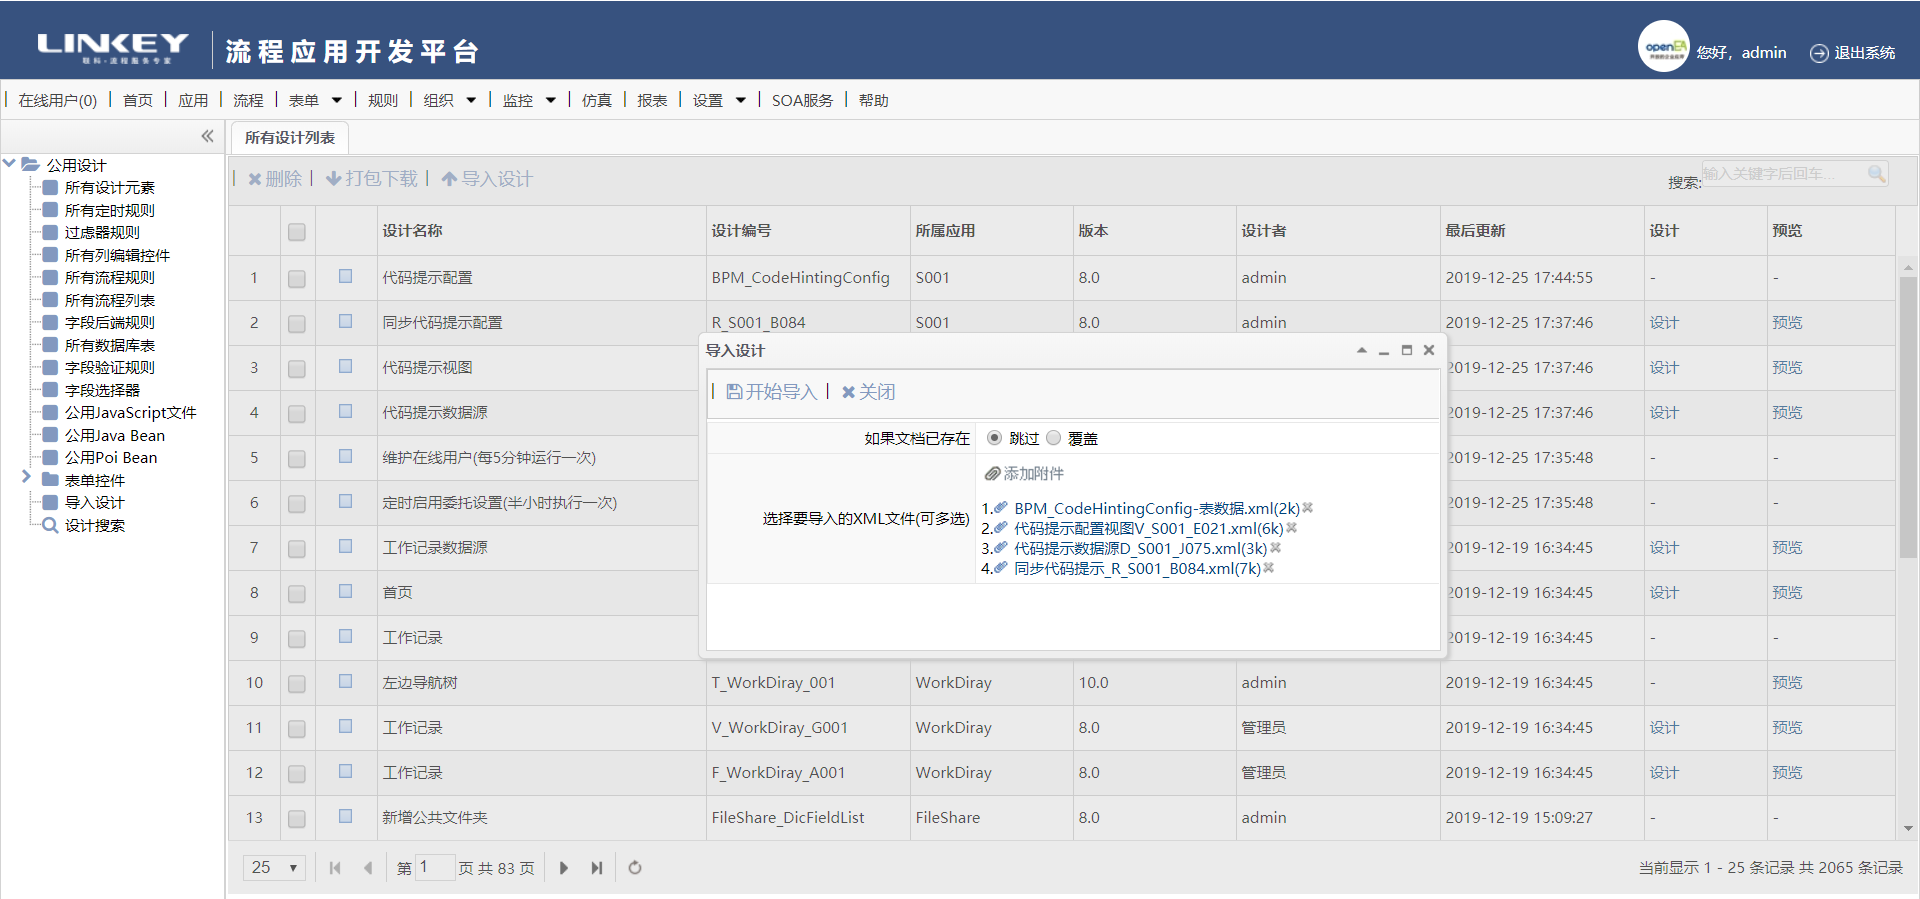 LINKEY 流程应用开发平台
联科·流程服务专家
openEA
您好，admin 退出系统
在线用户(0) 首页 应用 流程 表单 规则 组织 监控 仿真 报表 设置 SOA服务 帮助
所有设计列表
公用设计
所有设计元素
所有定时规则
过虑器规则
所有列编辑控件
所有流程规则
所有流程列表
字段后端规则
所有数据库表
字段验证规则
字段选择器
公用JavaScript文件
公用Java Bean
公用Poi Bean
表单控件
导入设计
设计搜索
删除 打包下载 导入设计 搜索: 输入关键字后回车...
设计名称 设计编号 所属应用 版本 设计者 最后更新 设计 预览
1 代码提示配置 BPM_CodeHintingConfig S001 8.0 admin 2019-12-25 17:44:55 - -
2 同步代码提示配置 R_S001_B084 S001 8.0 admin 2019-12-25 17:37:46 设计 预览
3 代码提示视图 2019-12-25 17:37:46 设计 预览
4 代码提示数据源 2019-12-25 17:37:46 设计 预览
5 维护在线用户(每5分钟运行一次) 2019-12-25 17:35:48 - -
6 定时启用委托设置(半小时执行一次) 2019-12-25 17:35:48 - -
7 工作记录数据源 2019-12-19 16:34:45 设计 预览
8 首页 2019-12-19 16:34:45 设计 预览
9 工作记录 2019-12-19 16:34:45 - -
10 左边导航树 T_WorkDiray_001 WorkDiray 10.0 admin 2019-12-19 16:34:45 - 预览
11 工作记录 V_WorkDiray_G001 WorkDiray 8.0 管理员 2019-12-19 16:34:45 设计 预览
12 工作记录 F_WorkDiray_A001 WorkDiray 8.0 管理员 2019-12-19 16:34:45 设计 预览
13 新增公共文件夹 FileShare_DicFieldList FileShare 8.0 admin 2019-12-19 15:09:27 - -
导入设计
开始导入 关闭
如果文档已存在 跳过 覆盖
选择要导入的XML文件(可多选) 添加附件
1. BPM_CodeHintingConfig-表数据.xml(2k)
2. 代码提示配置视图V_S001_E021.xml(6k)
3. 代码提示数据源D_S001_J075.xml(3k)
4. 同步代码提示_R_S001_B084.xml(7k)
25 第 1 页 共 83 页 当前显示 1 - 25 条记录 共 2065 条记录